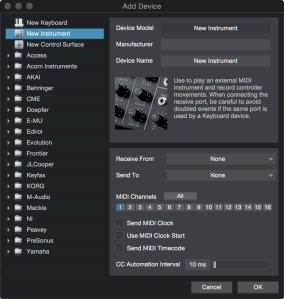 Add Device
New Keyboard
New Instrument
New Control Surface
Access
Acorn Instruments
AKAI
Behringer
CME
Doepfer
E-MU
Edirol
Evolution
Frontier
JLCooper
Keyfax
KORG
M-Audio
Mackie
NI
Peavey
PreSonus
Yamaha
Device Model New Instrument
Manufacturer
Device Name New Instrument
Use to play an external MIDI
Instrument and record controller
movements. When connecting the
receive port, be careful to avoid
doubled events if the same port is
used by a Keyboard device.
Receive From None
Send To None
MIDI Channels All
1 2 3 4 5 6 7 8 9 10 11 12 13 14 15 16
Send MIDI Clock
Use MIDI Clock Start
Send MIDI Timecode
CC Automation Interval 10 ms
Cancel OK